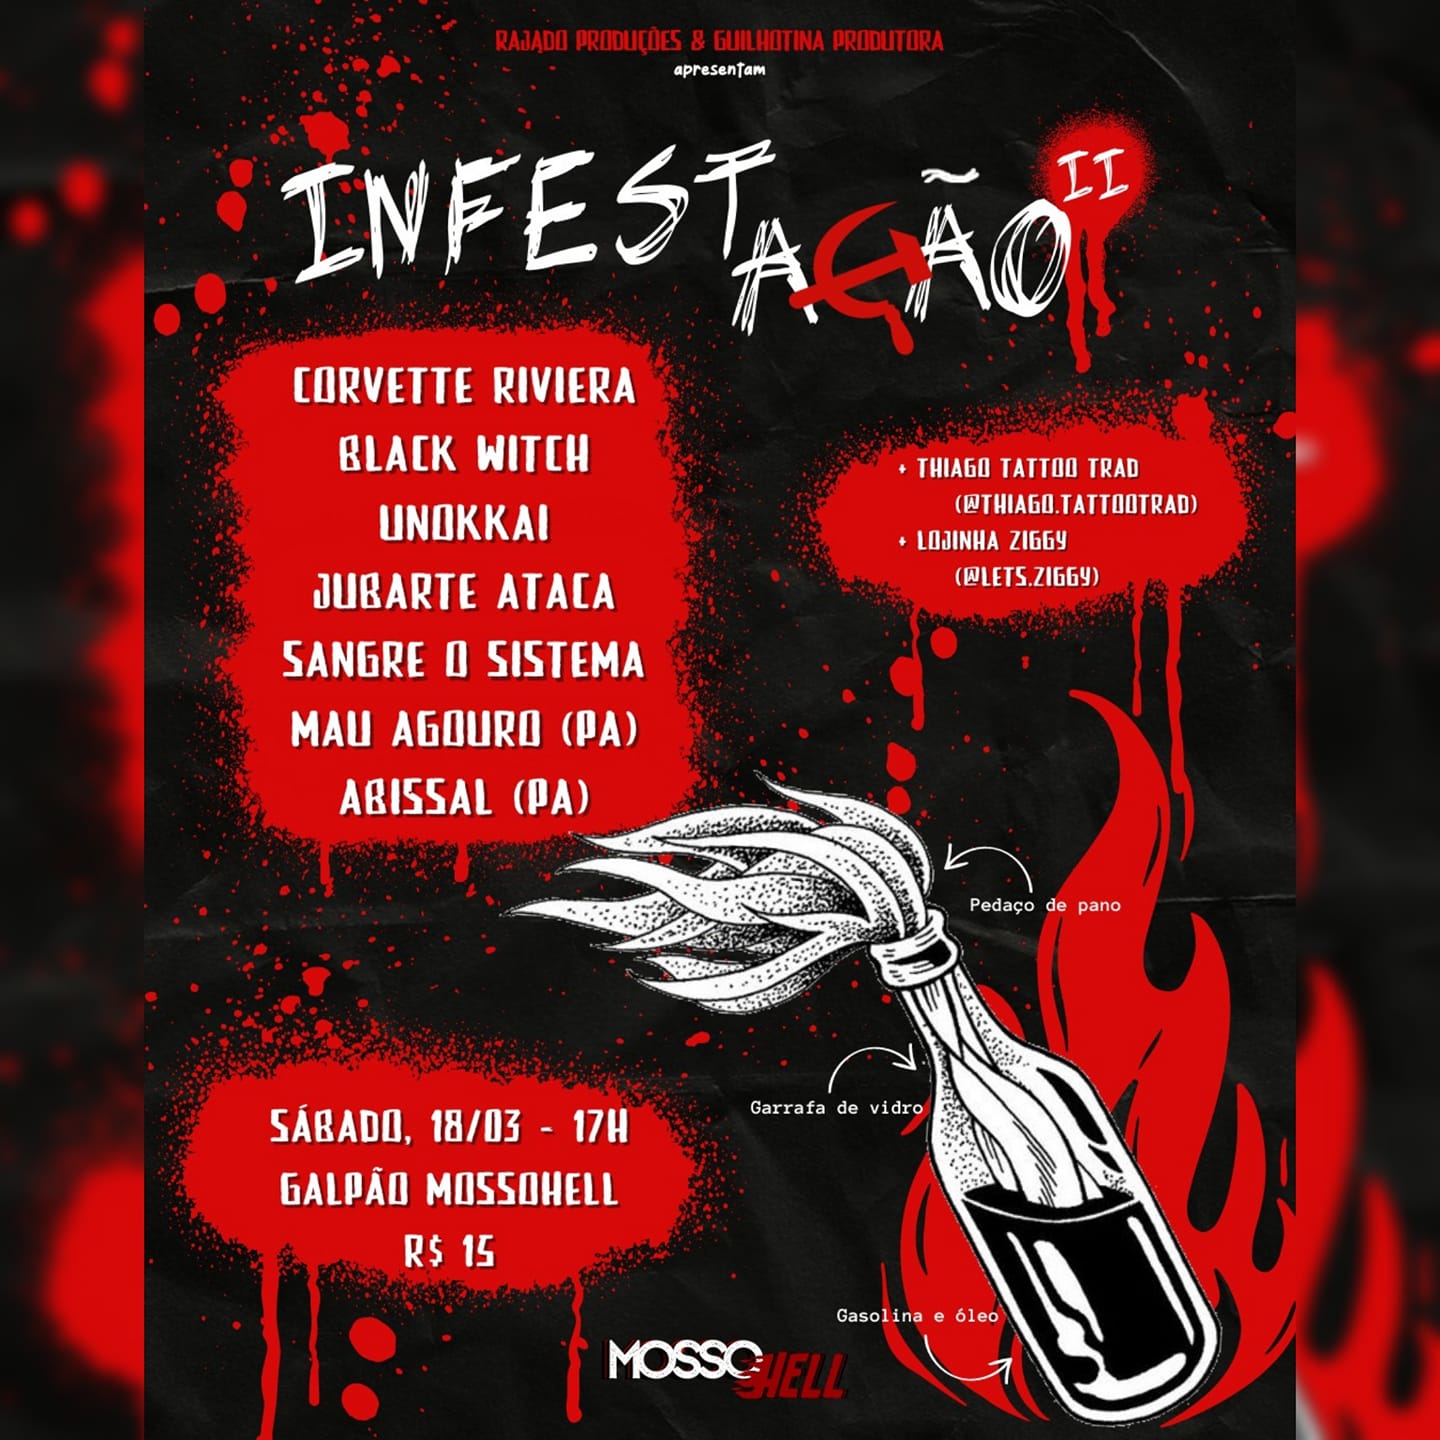 RAJADO PRODUÇÕES & GUILHOTINA PRODUTORA
apresentam
INFESTAÇÃO II
CORVETTE RIVIERA
BLACK WITCH
UNOKKAI
JUBARTE ATACA
SANGRE O SISTEMA
MAU AGOURO (PA)
ABISSAL (PA)
+ THIAGO TATTOO TRAD
(@THIAGO.TATTOOTRAD)
+ LOJINHA ZIGGY
(@LETS.ZIGGY)
Pedaço de pano
Garrafa de vidro
Gasolina e óleo
SÁBADO, 18/03 - 17H
GALPÃO MOSSOHELL
R$ 15
MOSSO HELL